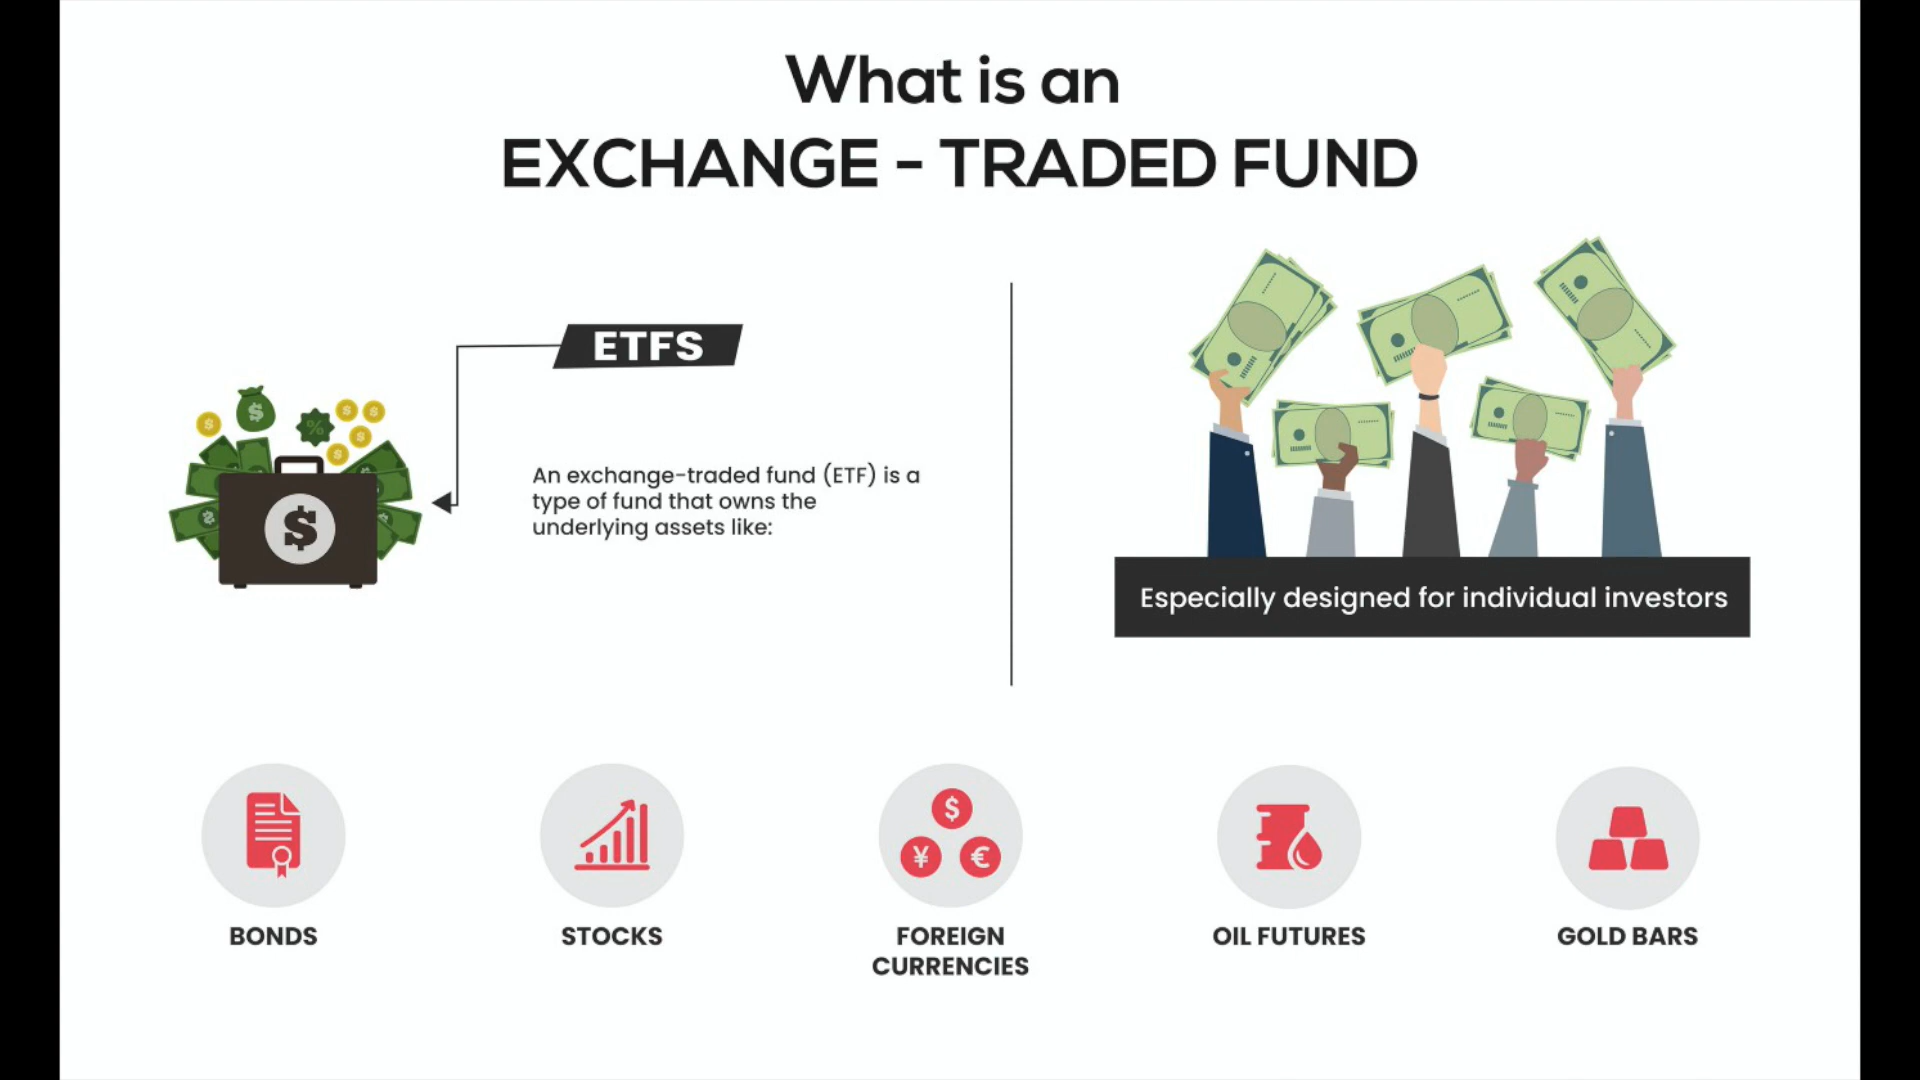 What is an
EXCHANGE - TRADED FUND
ETFS
An exchange-traded fund (ETF) is a
type of fund that owns the
underlying assets like:
Especially designed for individual investors
BONDS
STOCKS
FOREIGN
CURRENCIES
OIL FUTURES
GOLD BARS